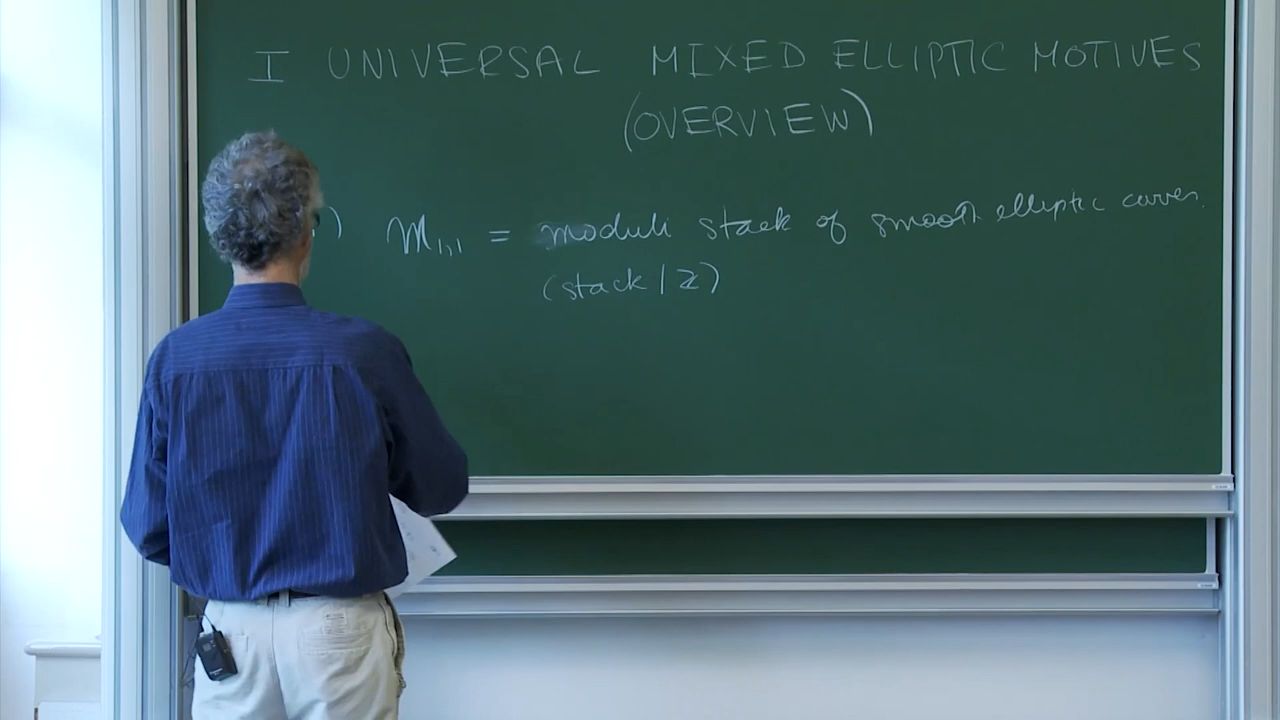 I UNIVERSAL MIXED ELLIPTIC MOTIVES
(OVERVIEW)
) M₁,₁ = moduli stack of smooth elliptic curves.
(stack / ℤ)